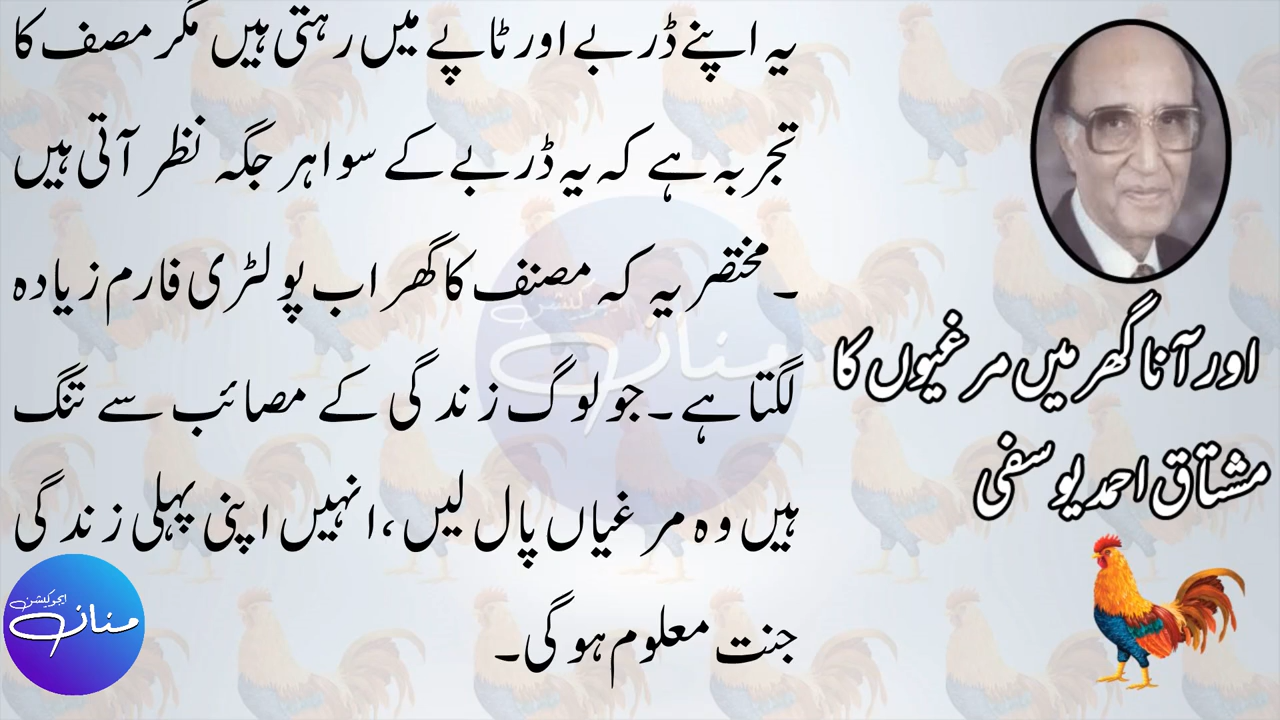 یہ اپنے ڈربے اور ٹاپے میں رہتی ہیں مگر مصف کا
تجربہ ہے کہ یہ ڈربے کے سوا ہر جگہ نظر آتی ہیں
۔ مختصر یہ کہ مصنف کا گھر اب پولٹری فارم زیادہ
لگتا ہے۔ جو لوگ زندگی کے مصائب سے تنگ
ہیں وہ مرغیاں پال لیں، انہیں اپنی پہلی زندگی
جنت معلوم ہوگی۔
اور آنا گھر میں مرغیوں کا
مشتاق احمد یوسفی
ایجوکیشن
منان
ایجوکیشن
منان